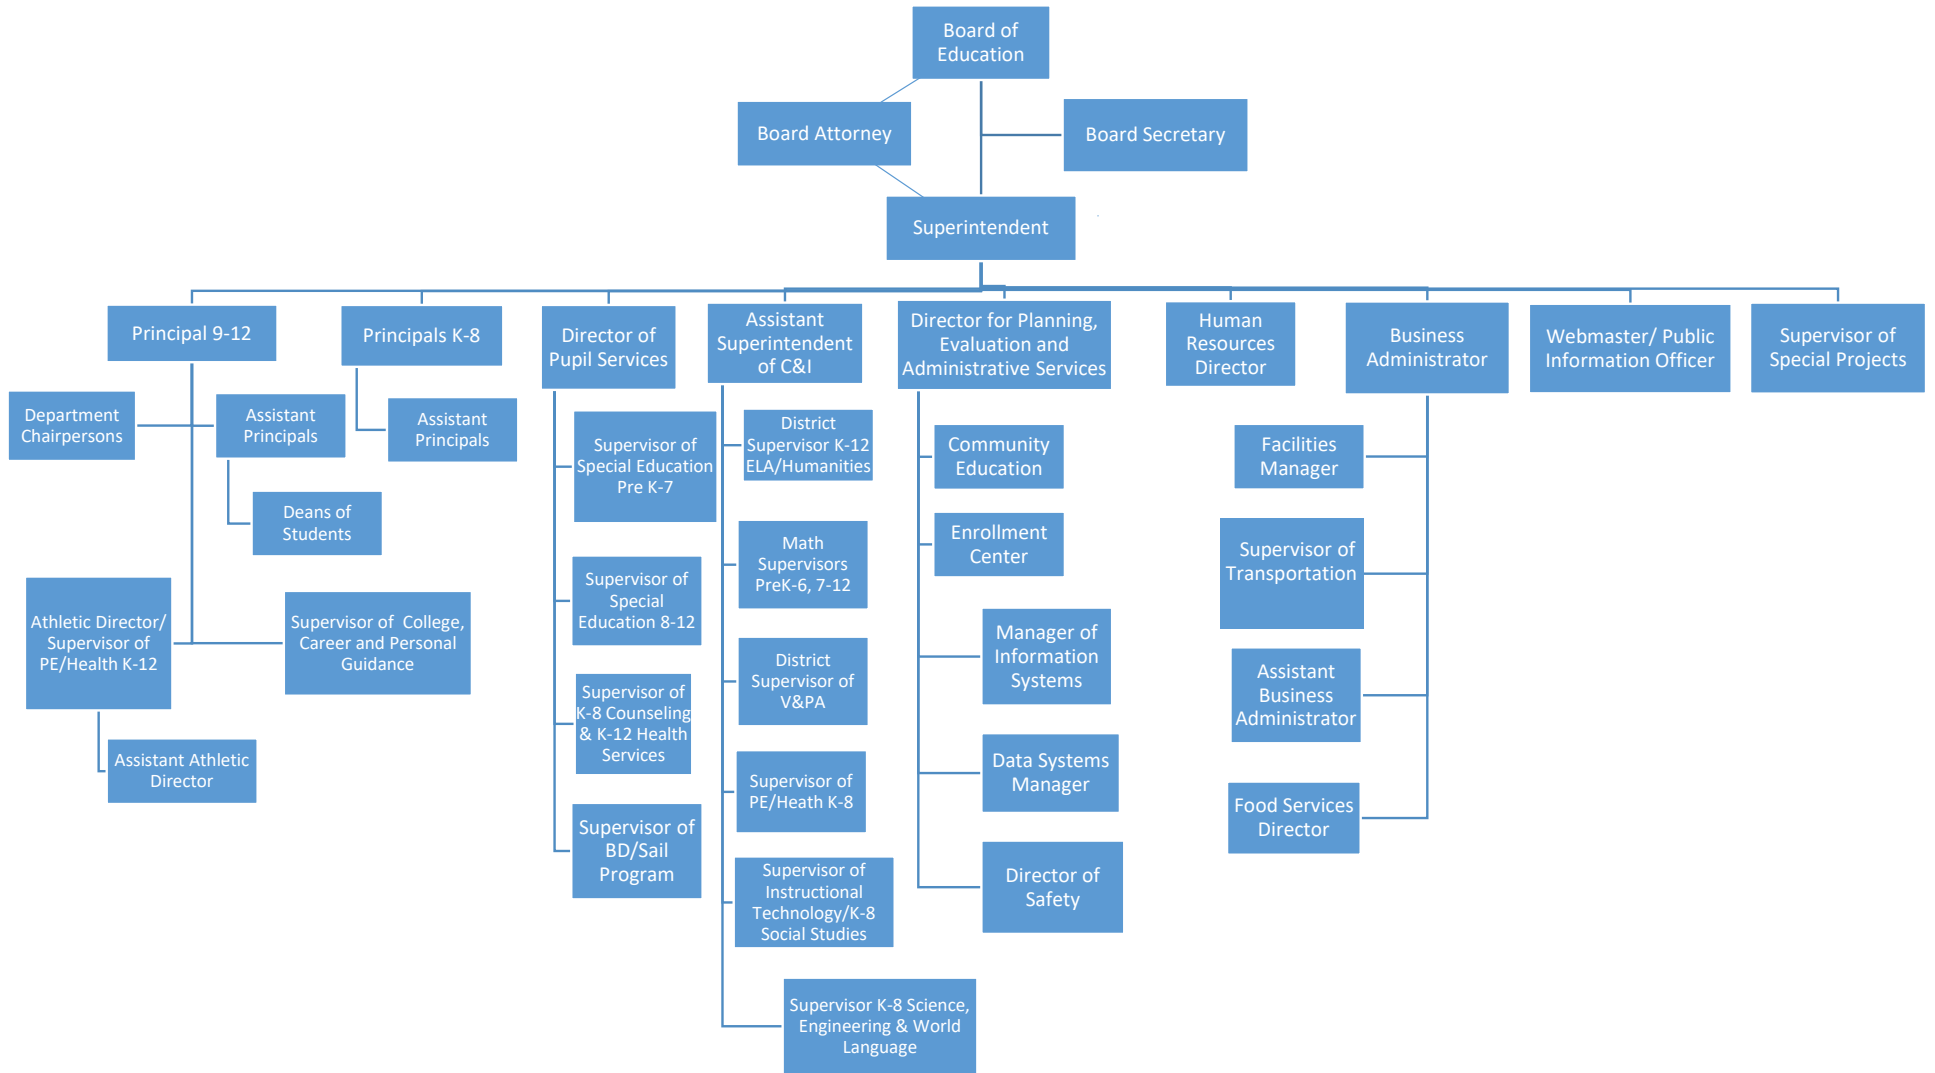 Board of
Education
Board Attorney
Board Secretary
Superintendent
Principal 9-12
Principals K-8
Director of
Pupil Services
Assistant
Superintendent
of C&I
Director for Planning,
Evaluation and
Administrative Services
Human
Resources
Director
Business
Administrator
Webmaster/ Public
Information Officer
Supervisor of
Special Projects
Department
Chairpersons
Assistant
Principals
Deans of
Students
Athletic Director/
Supervisor of
PE/Health K-12
Supervisor of  College,
Career and Personal
Guidance
Assistant Athletic
Director
Assistant
Principals
Supervisor of
Special Education
Pre K-7
Supervisor of
Special
Education 8-12
Supervisor of
K-8 Counseling
& K-12 Health
Services
Supervisor of
BD/Sail
Program
District
Supervisor K-12
ELA/Humanities
Math
Supervisors
PreK-6, 7-12
District
Supervisor of
V&PA
Supervisor of
PE/Heath K-8
Supervisor of
Instructional
Technology/K-8
Social Studies
Supervisor K-8 Science,
Engineering & World
Language
Community
Education
Enrollment
Center
Manager of
Information
Systems
Data Systems
Manager
Director of
Safety
Facilities
Manager
Supervisor of
Transportation
Assistant
Business
Administrator
Food Services
Director